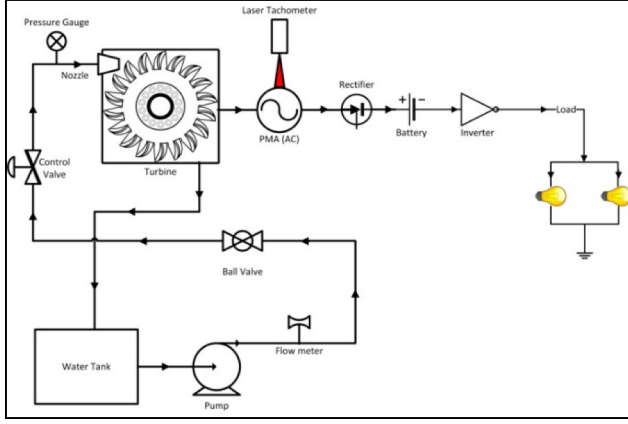 Laser Tachometer
Pressure Gauge
Nozzle
Rectifier
+ −
PMA (AC)
Battery
Inverter
Load
Turbine
Control
Valve
Ball Valve
Flow meter
Water Tank
Pump